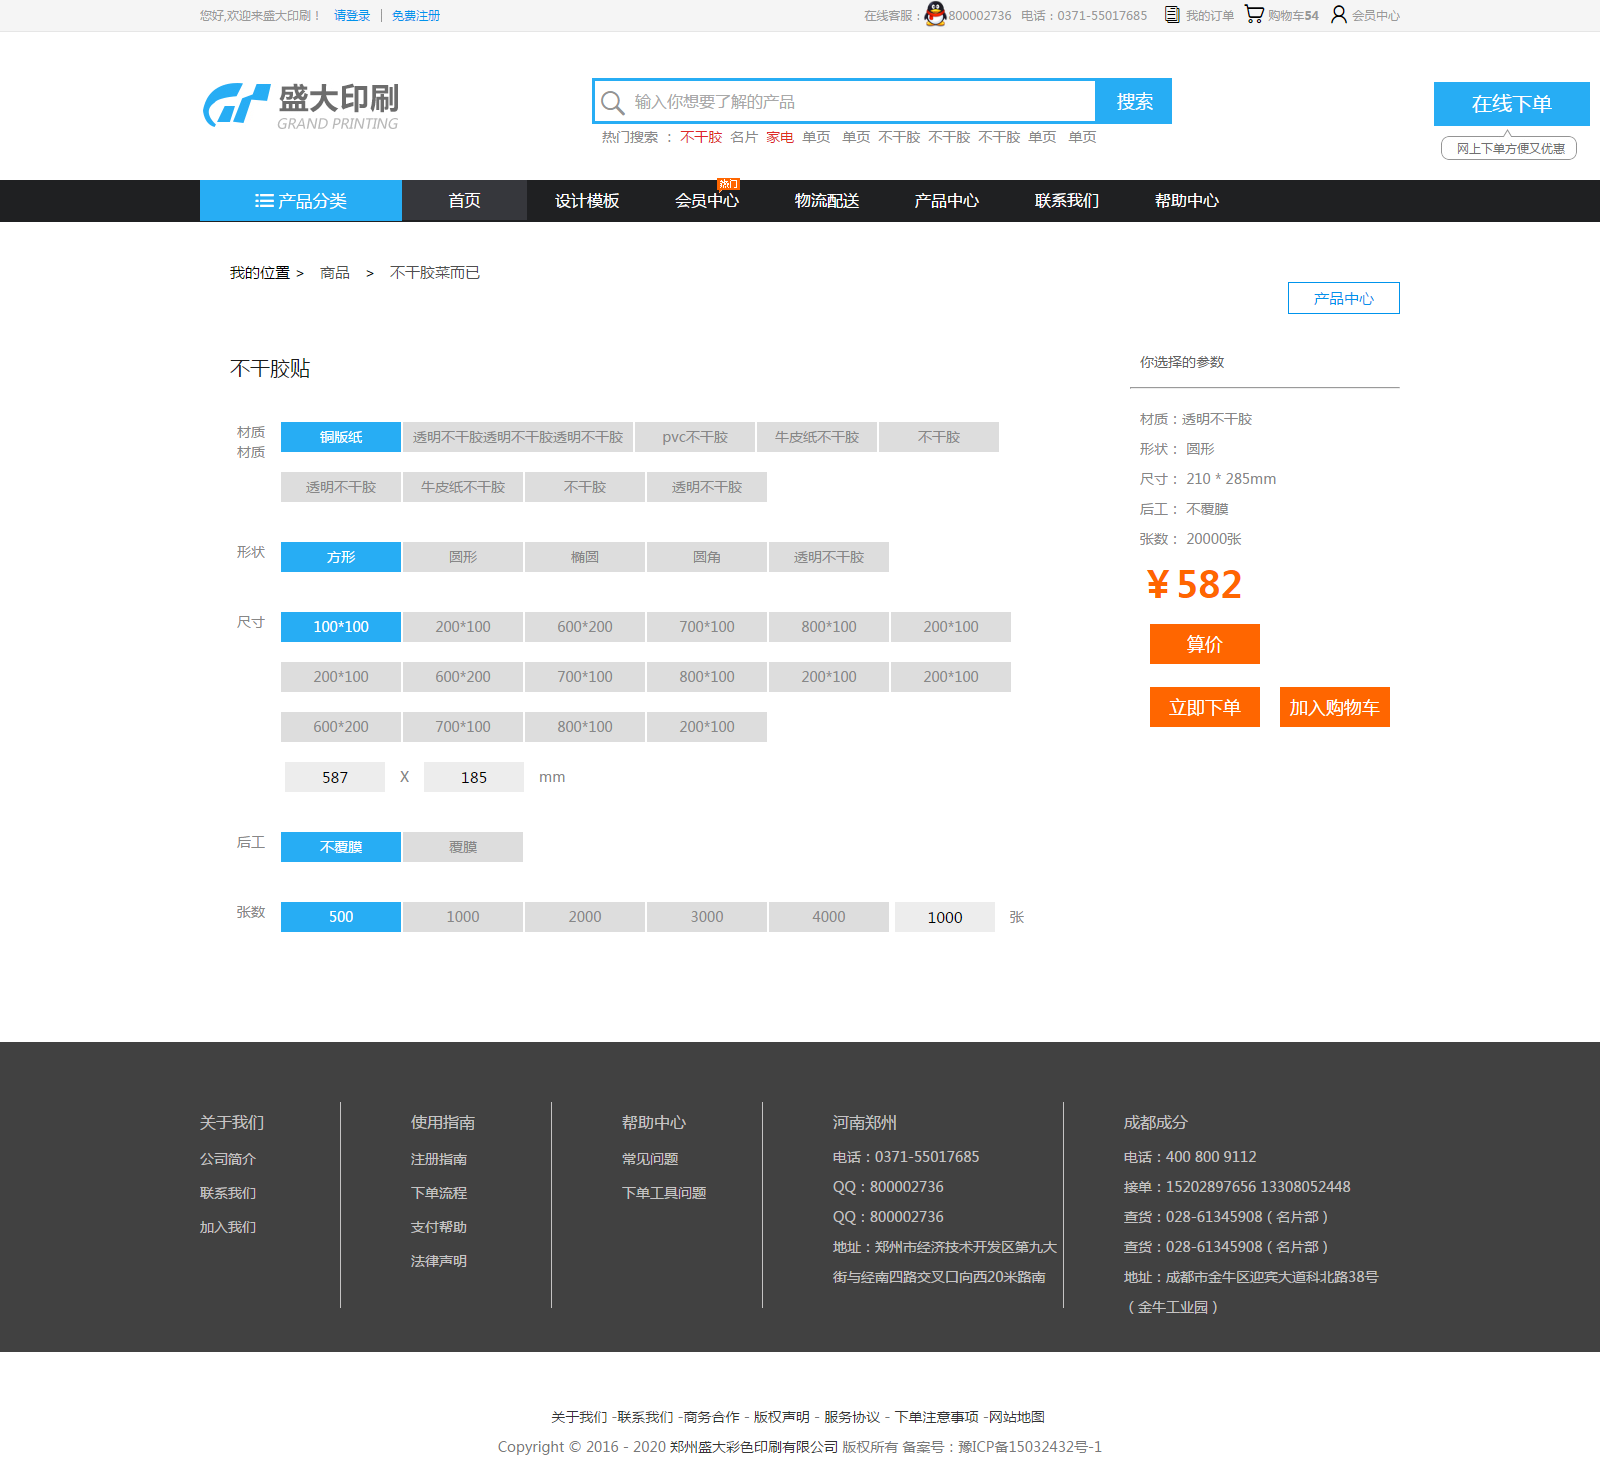 您好,欢迎来盛大印刷！ 请登录 | 免费注册 在线客服：800002736 电话：0371-55017685 我的订单 购物车54 会员中心
盛大印刷
GRAND PRINTING
输入你想要了解的产品 搜索
热门搜索 ： 不干胶 名片 家电 单页 单页 不干胶 不干胶 不干胶 单页 单页
在线下单
网上下单方便又优惠
热门
产品分类 首页 设计模板 会员中心 物流配送 产品中心 联系我们 帮助中心
我的位置 > 商品 > 不干胶菜而已
产品中心
不干胶贴
材质
材质
铜版纸 透明不干胶透明不干胶透明不干胶 pvc不干胶 牛皮纸不干胶 不干胶
透明不干胶 牛皮纸不干胶 不干胶 透明不干胶
形状 方形 圆形 椭圆 圆角 透明不干胶
尺寸 100*100 200*100 600*200 700*100 800*100 200*100
200*100 600*200 700*100 800*100 200*100 200*100
600*200 700*100 800*100 200*100
587 X 185 mm
后工 不覆膜 覆膜
张数 500 1000 2000 3000 4000 1000 张
你选择的参数
材质：透明不干胶
形状： 圆形
尺寸： 210 * 285mm
后工： 不覆膜
张数： 20000张
￥582
算价
立即下单 加入购物车
关于我们
公司简介
联系我们
加入我们
使用指南
注册指南
下单流程
支付帮助
法律声明
帮助中心
常见问题
下单工具问题
河南郑州
电话：0371-55017685
QQ：800002736
QQ：800002736
地址：郑州市经济技术开发区第九大
街与经南四路交叉口向西20米路南
成都成分
电话：400 800 9112
接单：15202897656 13308052448
查货：028-61345908（名片部）
查货：028-61345908（名片部）
地址：成都市金牛区迎宾大道科北路38号
（金牛工业园）
关于我们 -联系我们 -商务合作 - 版权声明 - 服务协议 - 下单注意事项 -网站地图
Copyright © 2016 - 2020 郑州盛大彩色印刷有限公司 版权所有 备案号：豫ICP备15032432号-1